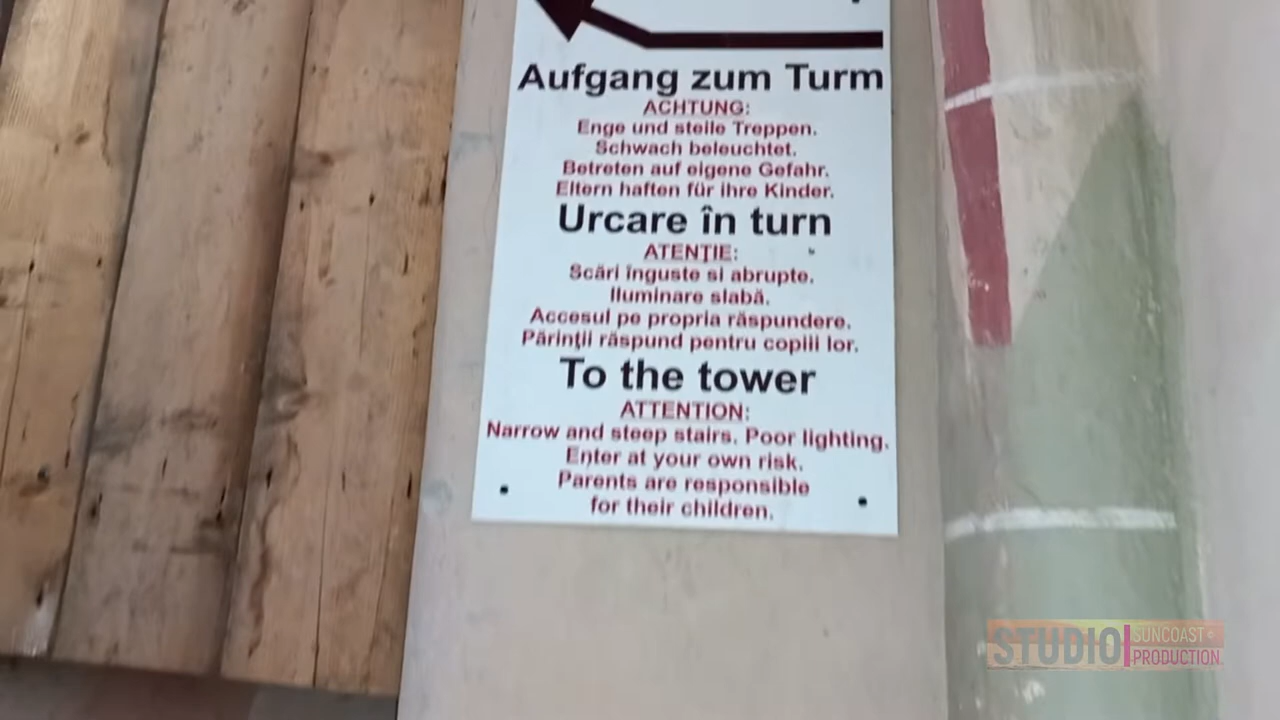 Aufgang zum Turm
ACHTUNG:
Enge und steile Treppen.
Schwach beleuchtet.
Betreten auf eigene Gefahr.
Eltern haften für ihre Kinder.
Urcare în turn
ATENŢIE:
Scări înguste si abrupte.
Iluminare slabă.
Accesul pe propria răspundere.
Părinţii răspund pentru copiii lor.
To the tower
ATTENTION:
Narrow and steep stairs. Poor lighting.
Enter at your own risk.
Parents are responsible
for their children.
STUDIO SUNCOAST
PRODUCTION